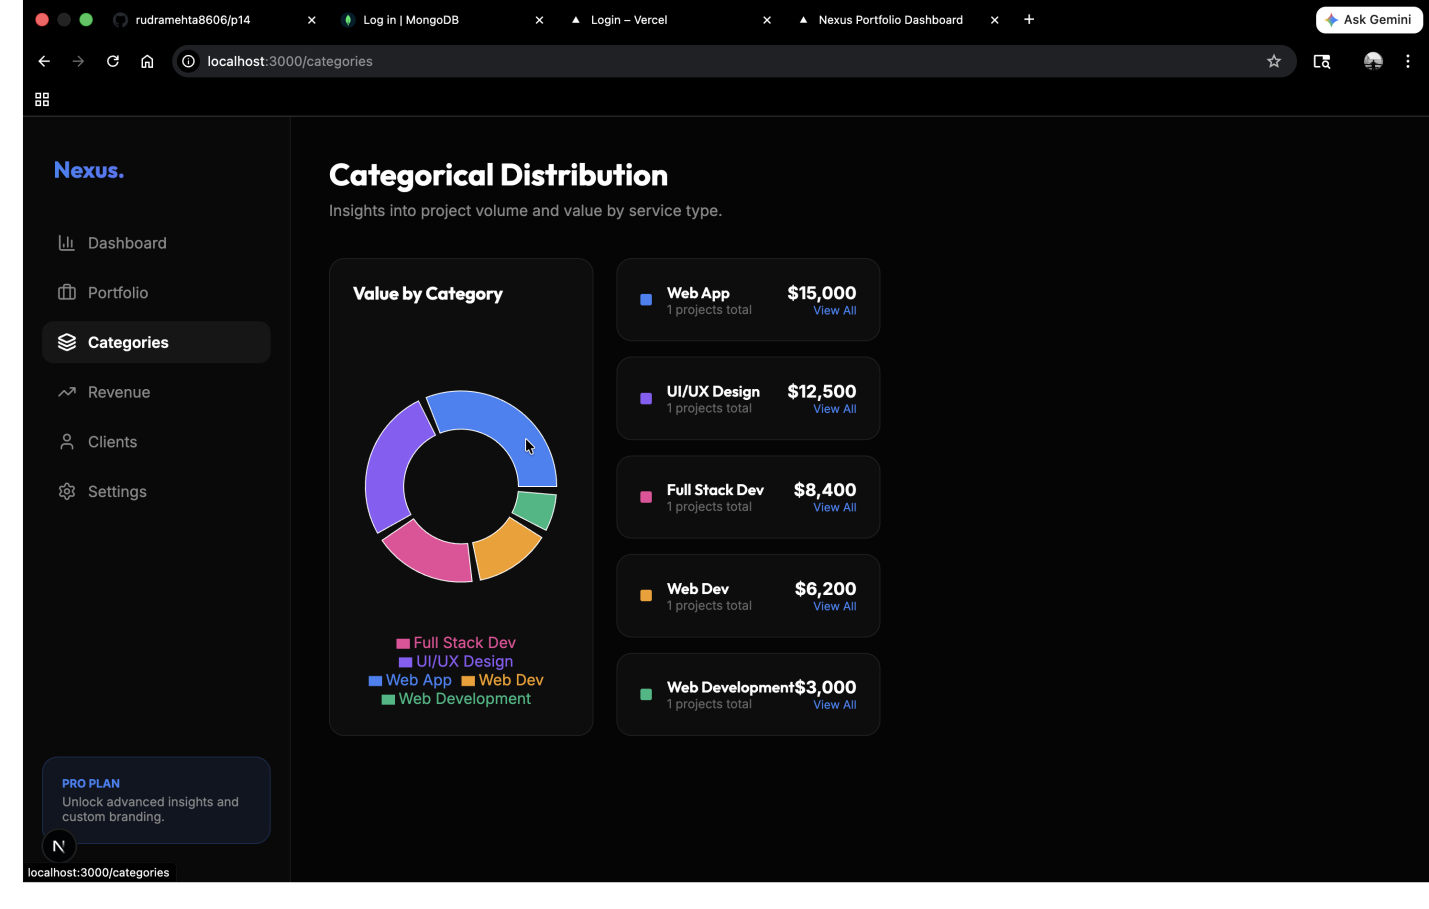 rudramehta8606/p14
Log in | MongoDB
Login – Vercel
Nexus Portfolio Dashboard
Ask Gemini
localhost:3000/categories
Nexus.
Dashboard
Portfolio
Categories
Revenue
Clients
Settings
PRO PLAN
Unlock advanced insights and
custom branding.
N
localhost:3000/categories
Categorical Distribution
Insights into project volume and value by service type.
Value by Category
Full Stack Dev
UI/UX Design
Web App Web Dev
Web Development
Web App $15,000
1 projects total View All
UI/UX Design $12,500
1 projects total View All
Full Stack Dev $8,400
1 projects total View All
Web Dev $6,200
1 projects total View All
Web Development $3,000
1 projects total View All